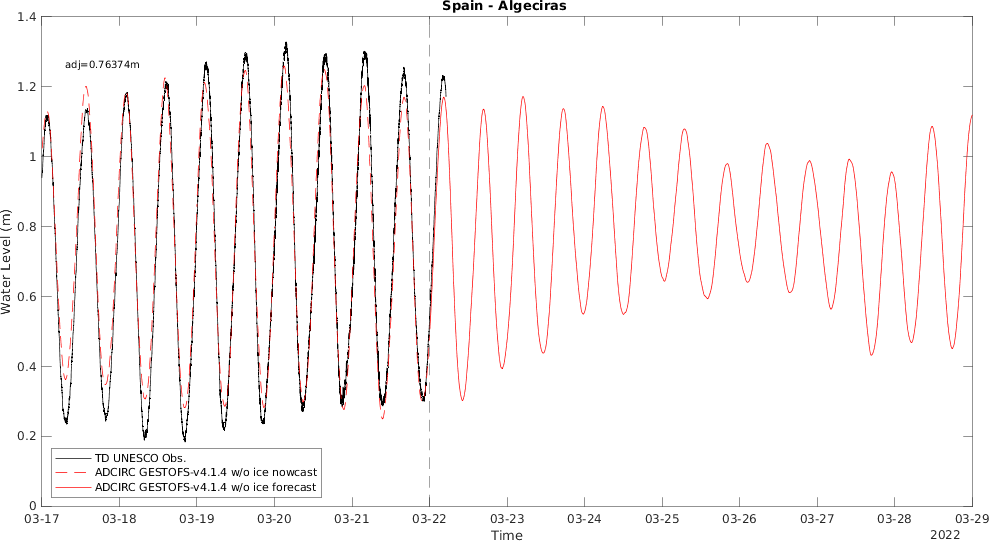 Spain - Algeciras
1.4
adj=0.76374m
1.2
1
0.8
Water Level (m)
0.6
0.4
0.2
0
TD UNESCO Obs.
ADCIRC GESTOFS-v4.1.4 w/o ice nowcast
ADCIRC GESTOFS-v4.1.4 w/o ice forecast
03-17 03-18 03-19 03-20 03-21 03-22 03-23 03-24 03-25 03-26 03-27 03-28 03-29
Time
2022